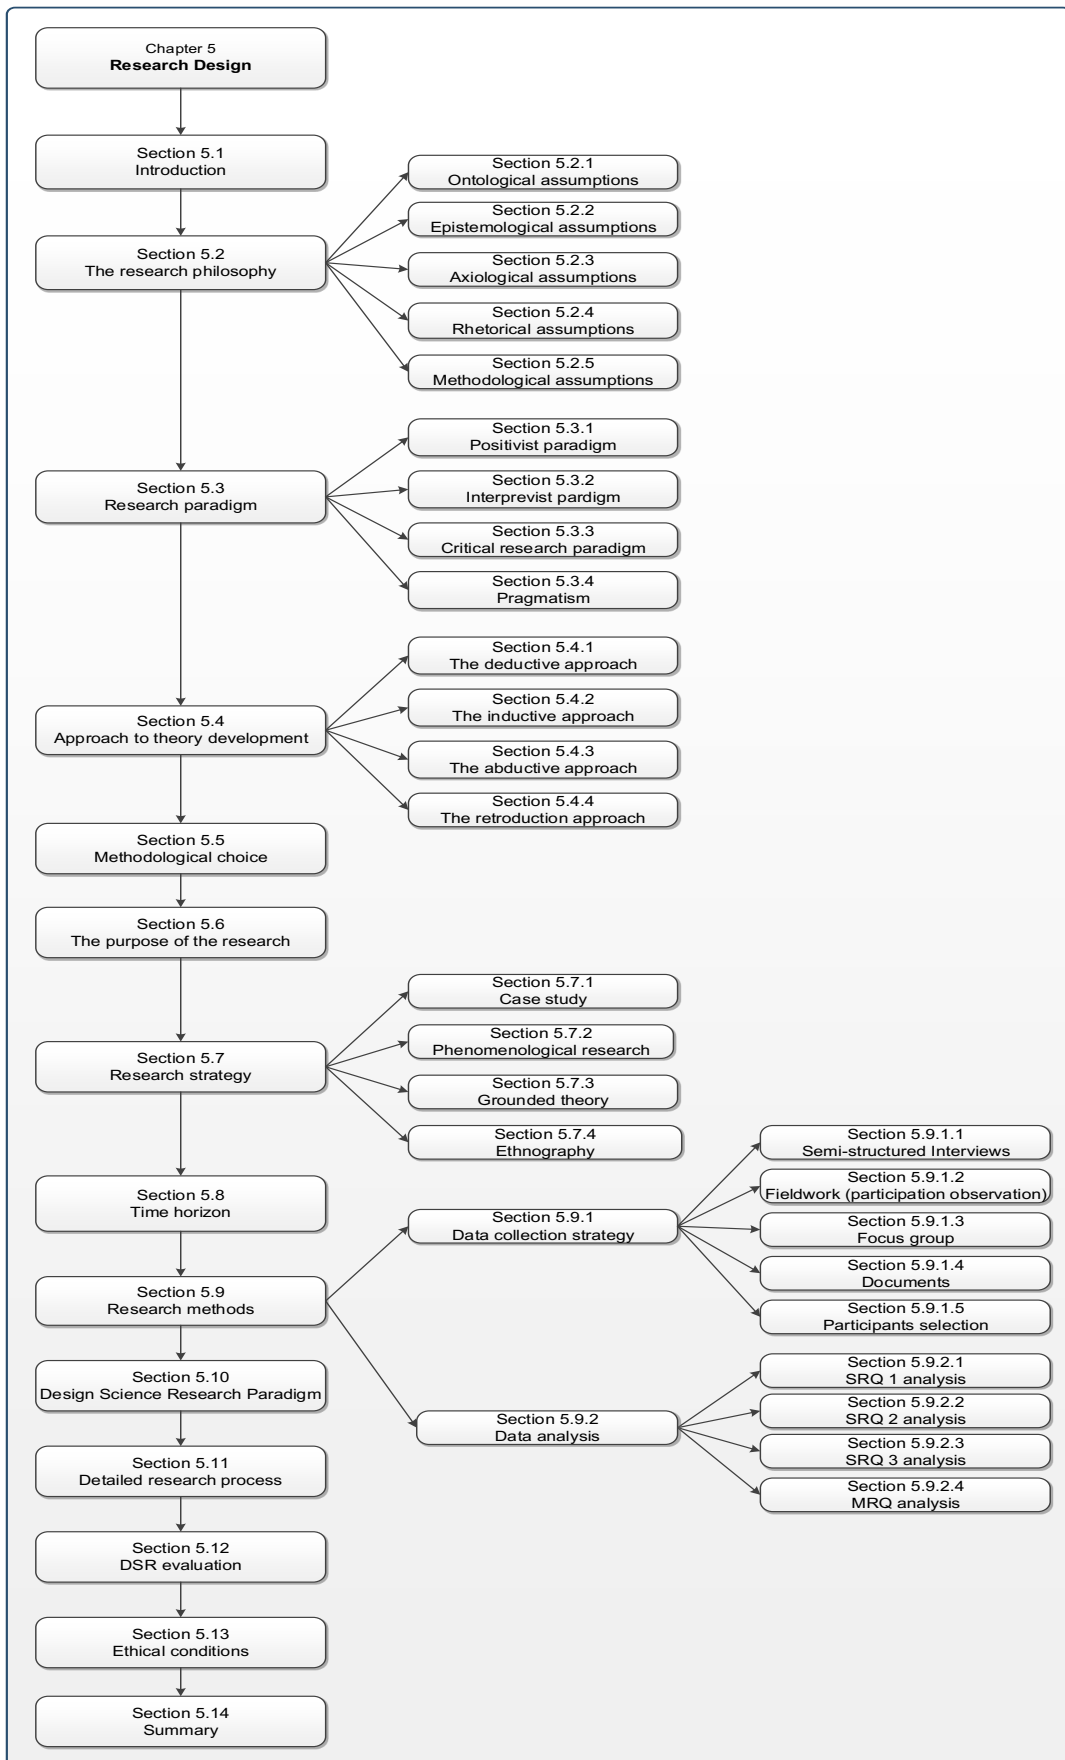 Chapter 5
Research Design
Section 5.1
Introduction
Section 5.2
The research philosophy
Section 5.2.1
Ontological assumptions
Section 5.2.2
Epistemological assumptions
Section 5.2.3
Axiological assumptions
Section 5.2.4
Rhetorical assumptions
Section 5.2.5
Methodological assumptions
Section 5.3
Research paradigm
Section 5.3.1
Positivist paradigm
Section 5.3.2
Interprevist pardigm
Section 5.3.3
Critical research paradigm
Section 5.3.4
Pragmatism
Section 5.4
Approach to theory development
Section 5.4.1
The deductive approach
Section 5.4.2
The inductive approach
Section 5.4.3
The abductive approach
Section 5.4.4
The retroduction approach
Section 5.5
Methodological choice
Section 5.6
The purpose of the research
Section 5.7
Research strategy
Section 5.7.1
Case study
Section 5.7.2
Phenomenological research
Section 5.7.3
Grounded theory
Section 5.7.4
Ethnography
Section 5.8
Time horizon
Section 5.9
Research methods
Section 5.9.1
Data collection strategy
Section 5.9.1.1
Semi-structured Interviews
Section 5.9.1.2
Fieldwork (participation observation)
Section 5.9.1.3
Focus group
Section 5.9.1.4
Documents
Section 5.9.1.5
Participants selection
Section 5.9.2
Data analysis
Section 5.9.2.1
SRQ 1 analysis
Section 5.9.2.2
SRQ 2 analysis
Section 5.9.2.3
SRQ 3 analysis
Section 5.9.2.4
MRQ analysis
Section 5.10
Design Science Research Paradigm
Section 5.11
Detailed research process
Section 5.12
DSR evaluation
Section 5.13
Ethical conditions
Section 5.14
Summary